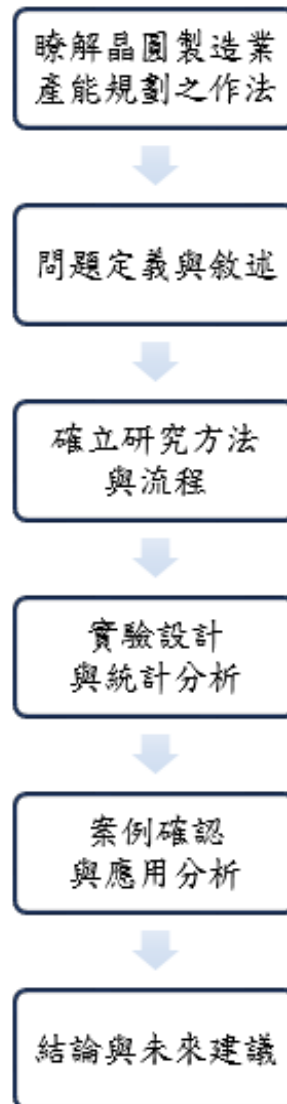 瞭解晶圓製造業
產能規劃之作法
問題定義與敘述
確立研究方法
與流程
實驗設計
與統計分析
案例確認
與應用分析
結論與未來建議